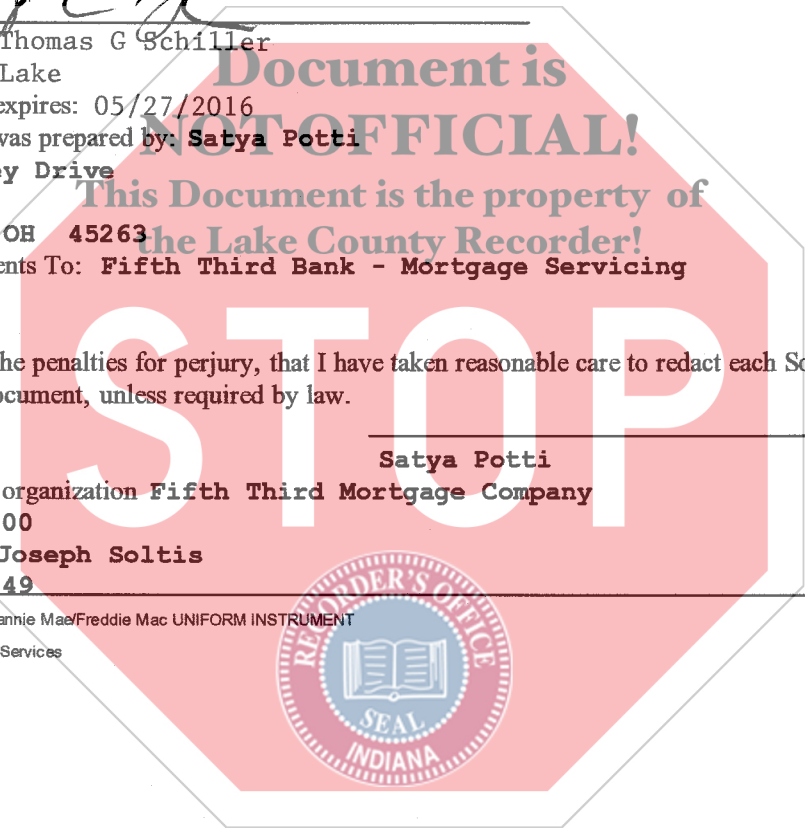 Thomas G Schiller
Document is
Lake
expires: 05/27/2016
NOT OFFICIAL!
was prepared by: Satya Potti
ey Drive
This Document is the property of
OH 45263
the Lake County Recorder!
ents To: Fifth Third Bank - Mortgage Servicing
STOP
he penalties for perjury, that I have taken reasonable care to redact each So
ocument, unless required by law.
Satya Potti
organization Fifth Third Mortgage Company
00
Joseph Soltis
49
annie Mae/Freddie Mac UNIFORM INSTRUMENT
Services
RECORDER'S OFFICE
SEAL
INDIANA